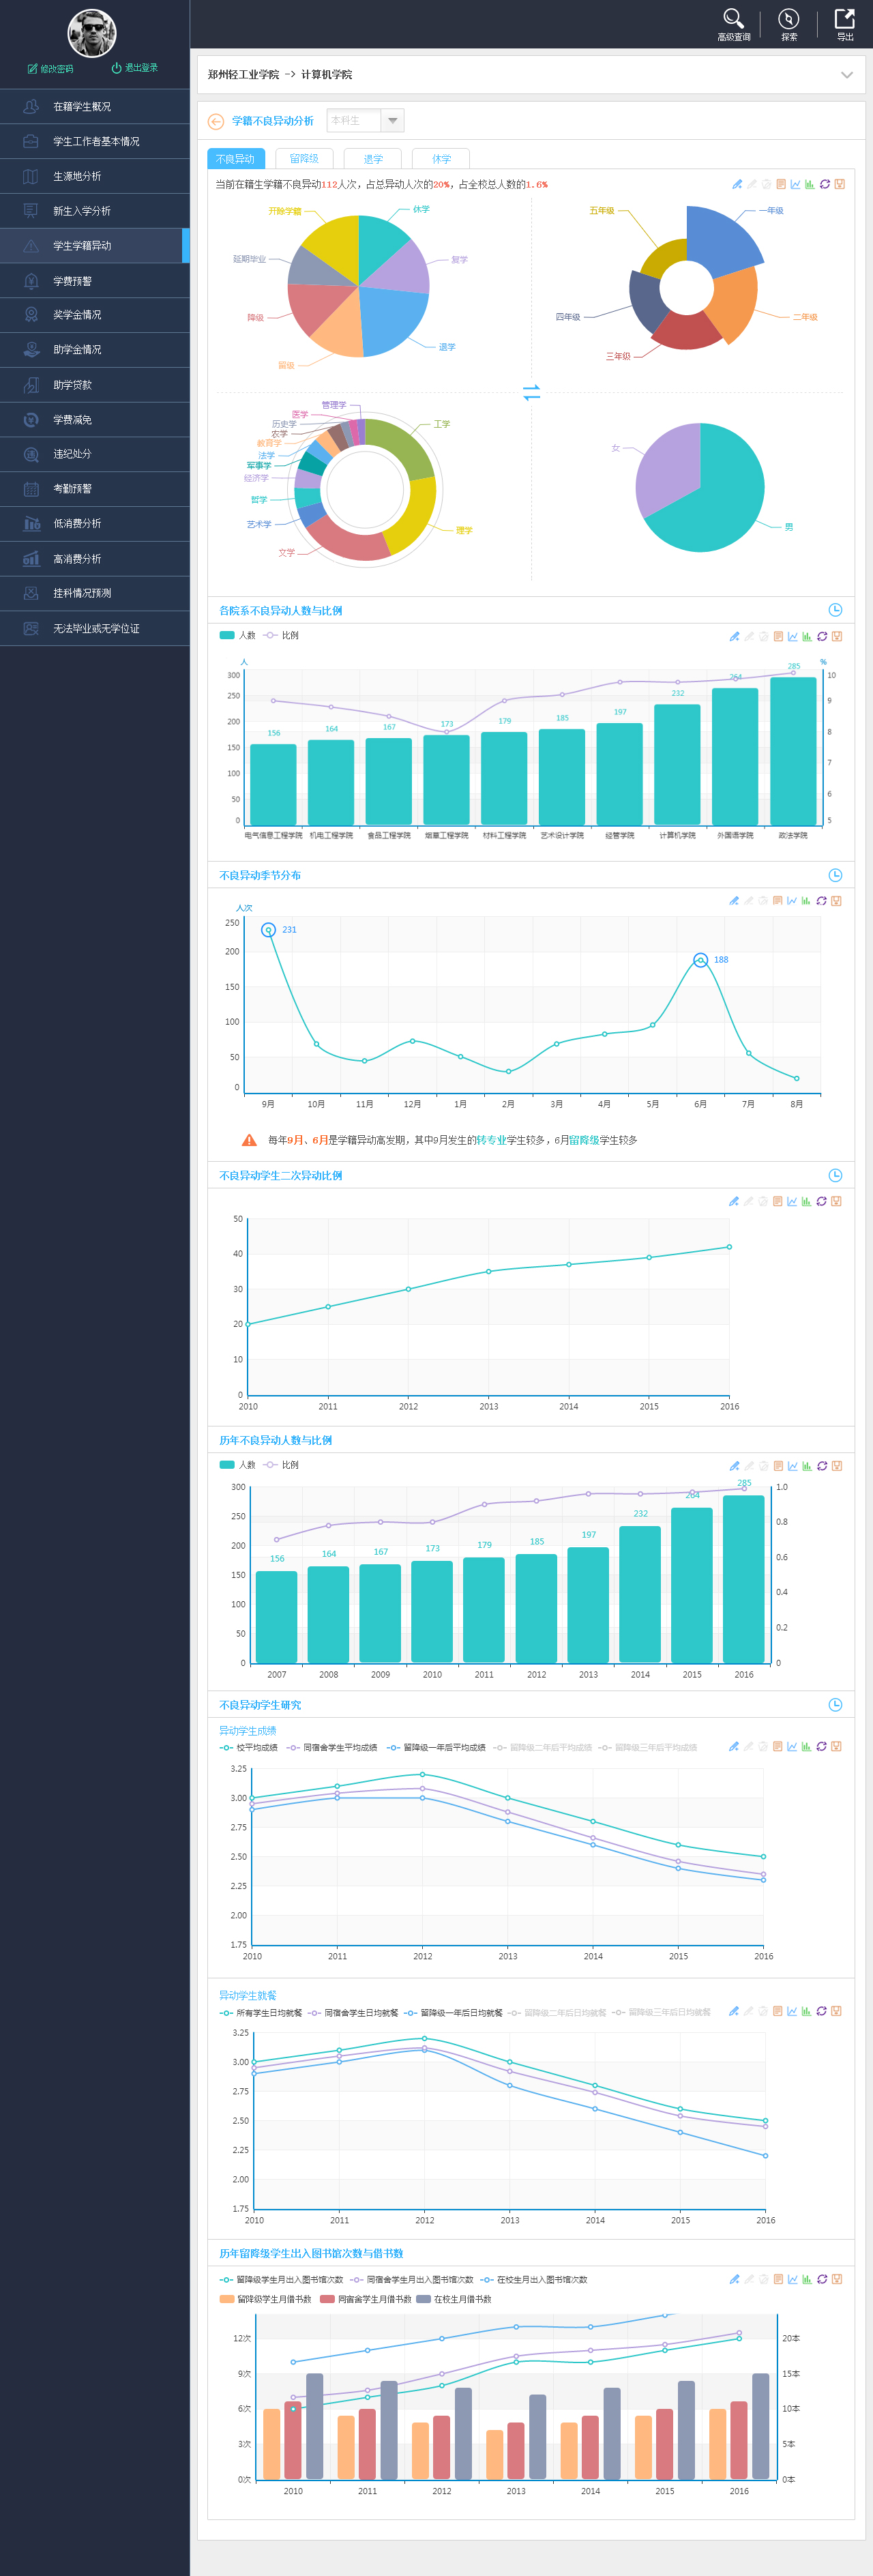 高级查询
探索
导出
修改密码
退出登录
在籍学生概况
学生工作者基本情况
生源地分析
新生入学分析
学生学籍异动
学费预警
奖学金情况
助学金情况
助学贷款
学费减免
违纪处分
考勤预警
低消费分析
高消费分析
挂科情况预测
无法毕业或无学位证
郑州轻工业学院 -> 计算机学院
学籍不良异动分析
本科生
不良异动
留降级
退学
休学
当前在籍生学籍不良异动112人次，占总异动人次的20%，占全校总人数的1.6%
开除学籍
休学
延期毕业
复学
降级
退学
留级
五年级
一年级
四年级
二年级
三年级
管理学
医学
历史学
农学
教育学
法学
军事学
经济学
哲学
艺术学
文学
工学
理学
女
男
各院系不良异动人数与比例
人数
比例
人
%
300
250
200
150
100
50
0
156
164
167
173
179
185
197
232
264
285
10
9
8
7
6
5
电气信息工程学院
机电工程学院
食品工程学院
烟草工程学院
材料工程学院
艺术设计学院
经管学院
计算机学院
外国语学院
政法学院
不良异动季节分布
人次
250
200
150
100
50
0
231
188
9月
10月
11月
12月
1月
2月
3月
4月
5月
6月
7月
8月
每年9月、6月是学籍异动高发期，其中9月发生的转专业学生较多，6月留降级学生较多
不良异动学生二次异动比例
50
40
30
20
10
0
2010
2011
2012
2013
2014
2015
2016
历年不良异动人数与比例
人数
比例
300
250
200
150
100
50
0
156
164
167
173
179
185
197
232
264
285
1.0
0.8
0.6
0.4
0.2
0
2007
2008
2009
2010
2011
2012
2013
2014
2015
2016
不良异动学生研究
异动学生成绩
校平均成绩
同宿舍学生平均成绩
留降级一年后平均成绩
留降级二年后平均成绩
留降级三年后平均成绩
3.25
3.00
2.75
2.50
2.25
2.00
1.75
2010
2011
2012
2013
2014
2015
2016
异动学生就餐
所有学生日均就餐
同宿舍学生日均就餐
留降级一年后日均就餐
留降级二年后日均就餐
留降级三年后日均就餐
3.25
3.00
2.75
2.50
2.25
2.00
1.75
2010
2011
2012
2013
2014
2015
2016
历年留降级学生出入图书馆次数与借书数
留降级学生月出入图书馆次数
同宿舍学生月出入图书馆次数
在校生月出入图书馆次数
留降级学生月借书数
同宿舍学生月借书数
在校生月借书数
12次
9次
6次
3次
0次
20本
15本
10本
5本
0本
2010
2011
2012
2013
2014
2015
2016